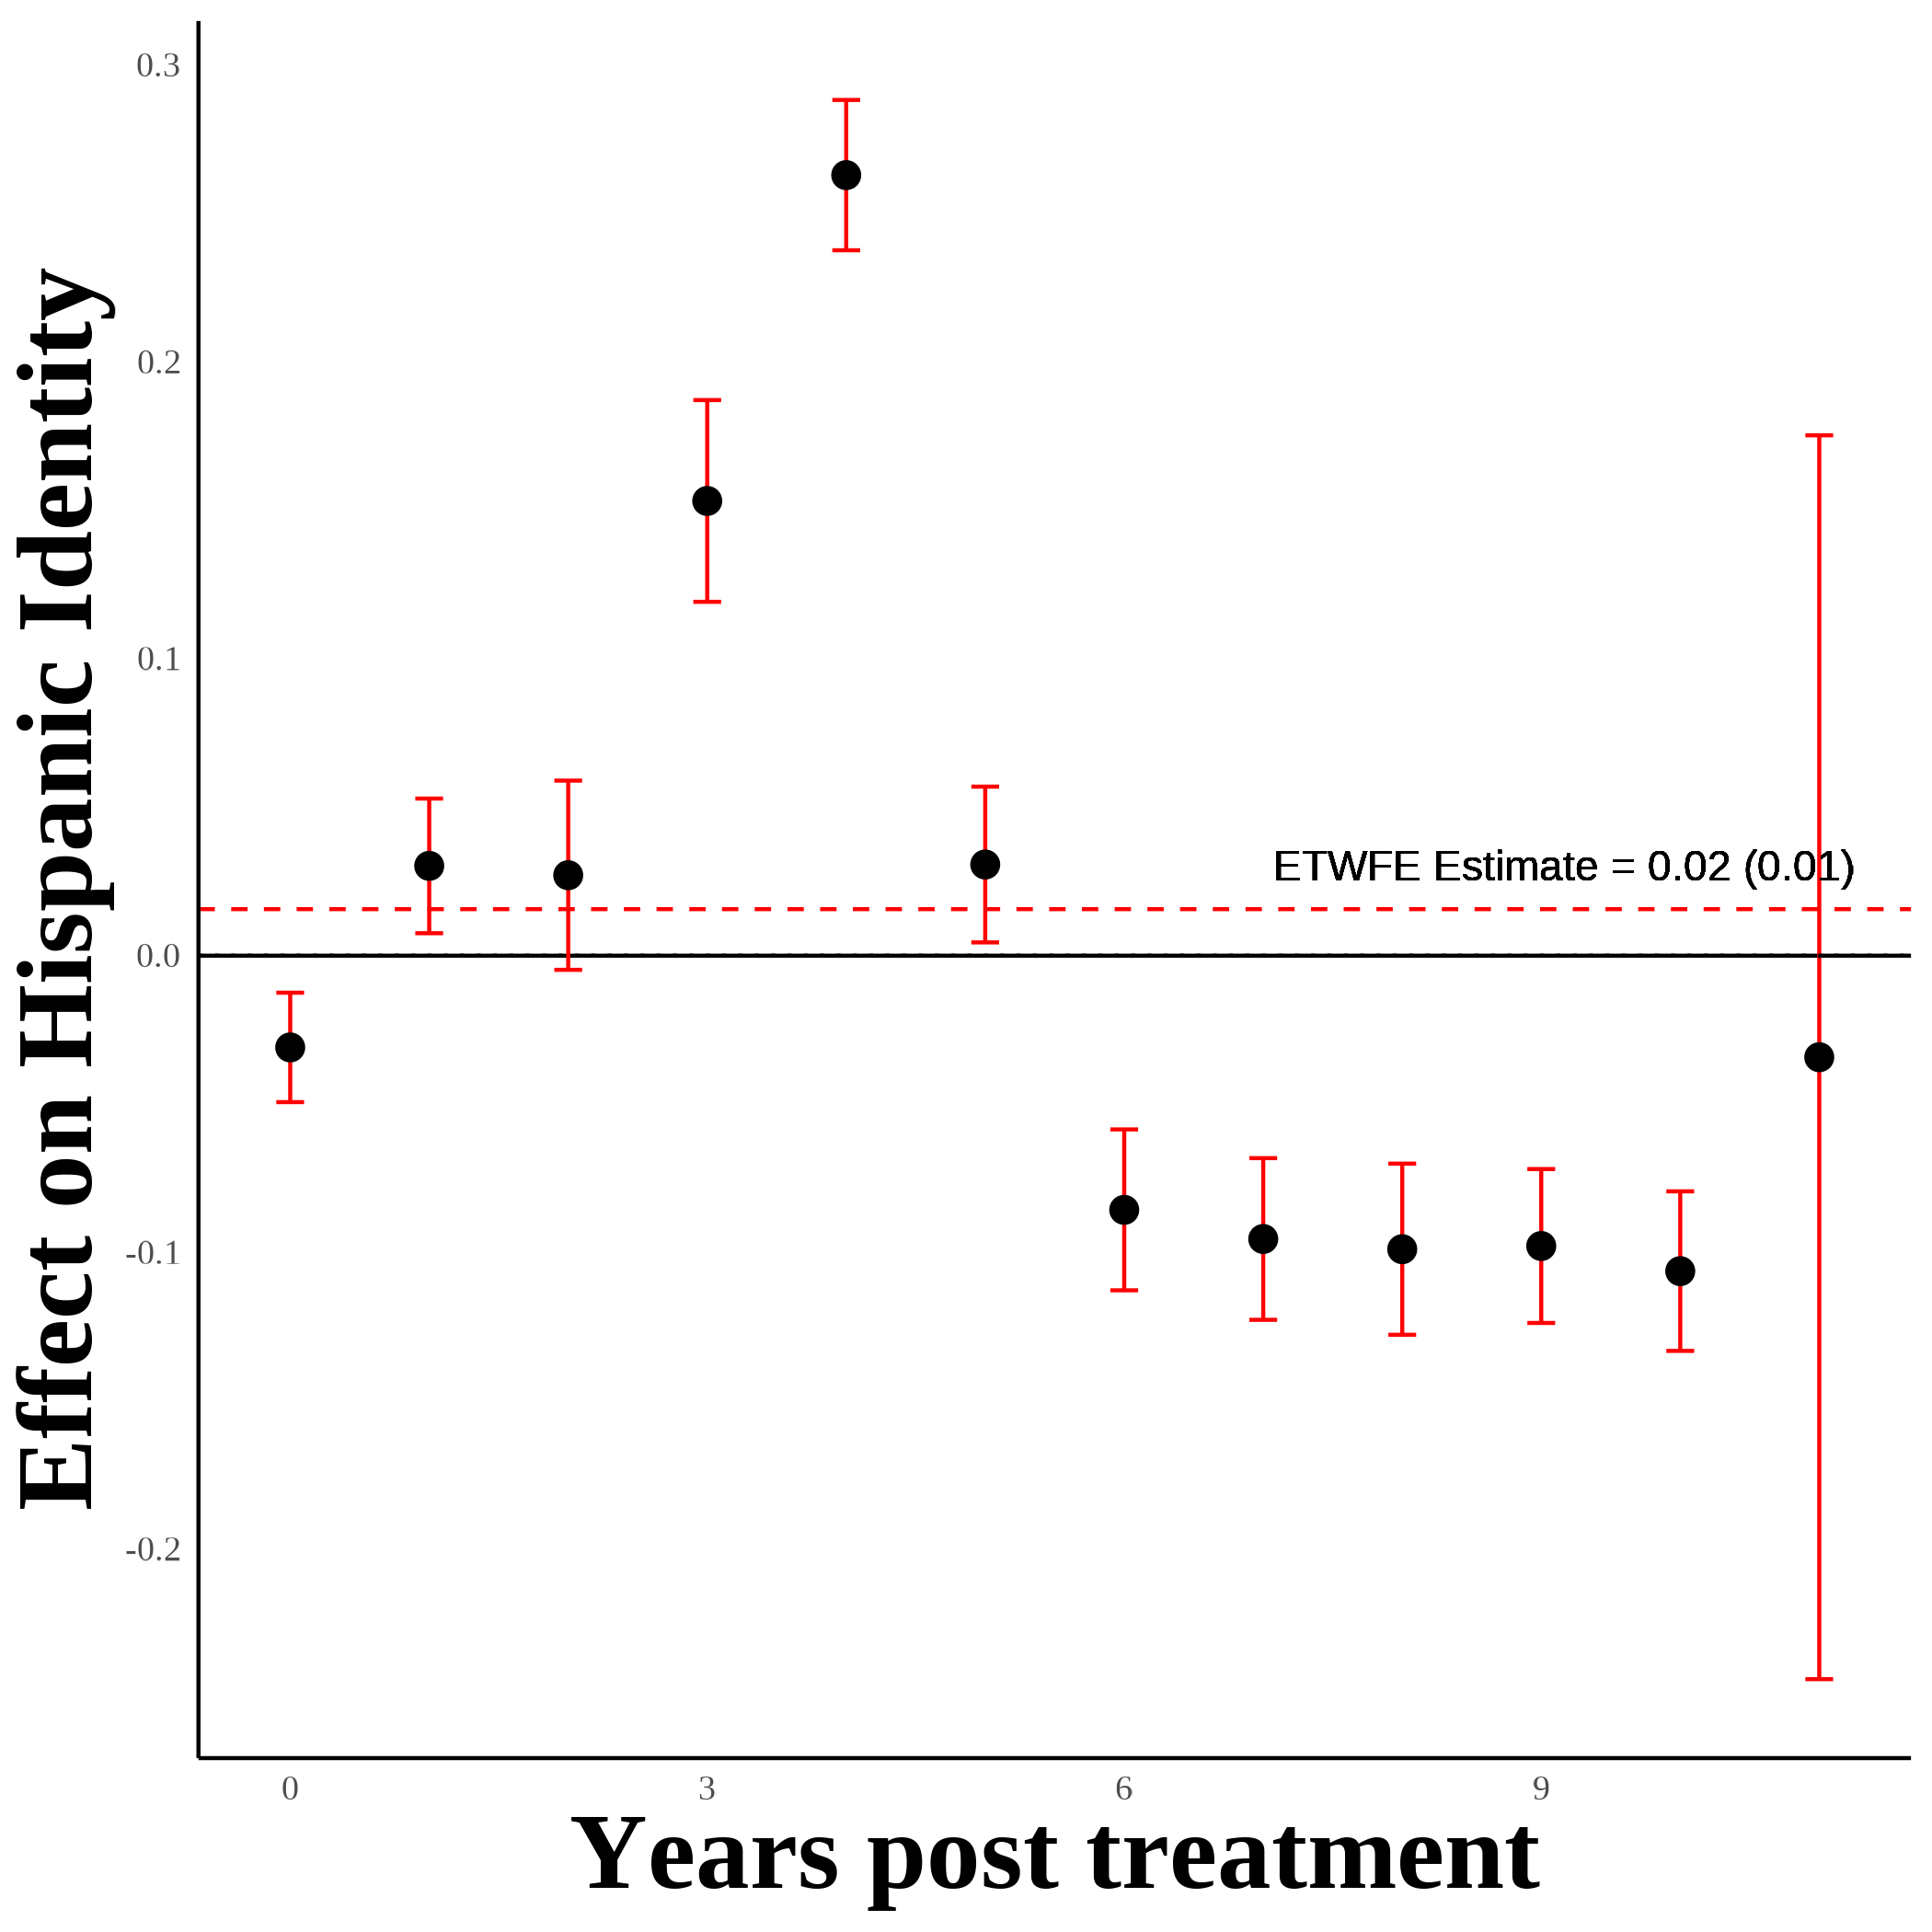 Effect on Hispanic Identity
0.3
0.2
0.1
0.0
-0.1
-0.2
ETWFE Estimate = 0.02 (0.01)
0 3 6 9
Years post treatment